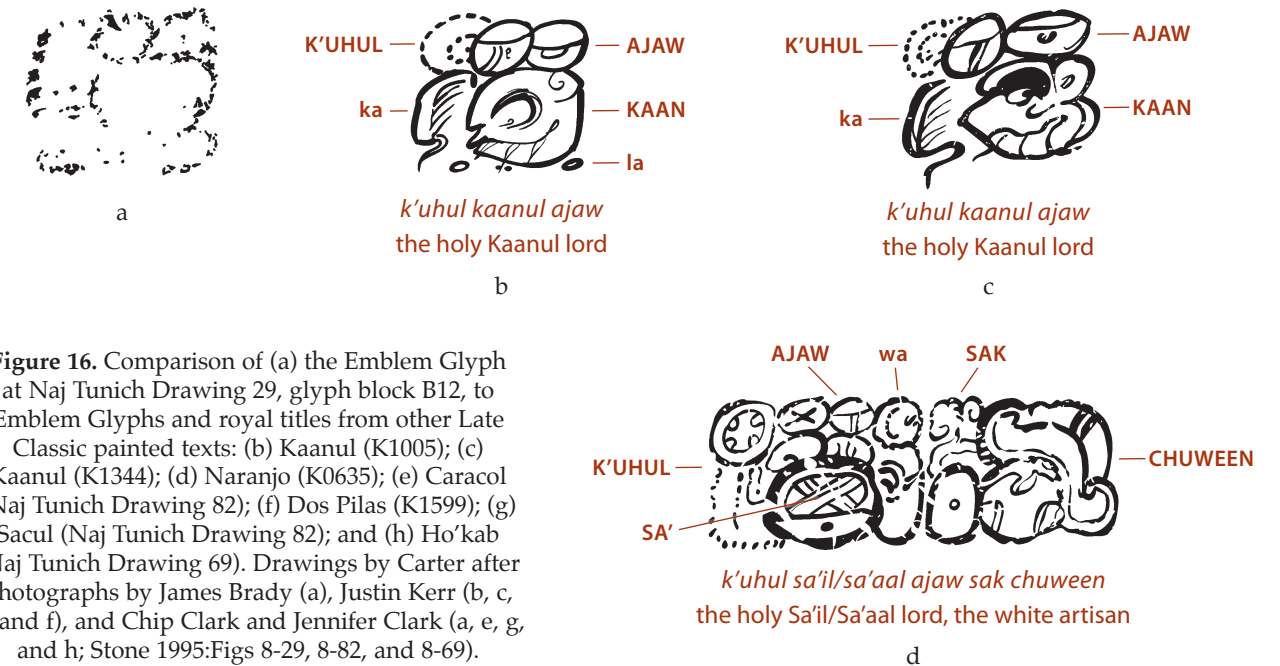 K'UHUL
AJAW
ka
KAAN
la
k'uhul kaanul ajaw
the holy Kaanul lord
a
b
K'UHUL
AJAW
ka
KAAN
k'uhul kaanul ajaw
the holy Kaanul lord
c
Figure 16. Comparison of (a) the Emblem Glyph
at Naj Tunich Drawing 29, glyph block B12, to
Emblem Glyphs and royal titles from other Late
Classic painted texts: (b) Kaanul (K1005); (c)
Kaanul (K1344); (d) Naranjo (K0635); (e) Caracol
Naj Tunich Drawing 82); (f) Dos Pilas (K1599); (g)
Sacul (Naj Tunich Drawing 82); and (h) Ho'kab
Naj Tunich Drawing 69). Drawings by Carter after
hotographs by James Brady (a), Justin Kerr (b, c,
and f), and Chip Clark and Jennifer Clark (a, e, g,
and h; Stone 1995:Figs 8-29, 8-82, and 8-69).
AJAW
wa
SAK
K'UHUL
CHUWEEN
SA'
k'uhul sa'il/sa'aal ajaw sak chuween
the holy Sa'il/Sa'aal lord, the white artisan
d